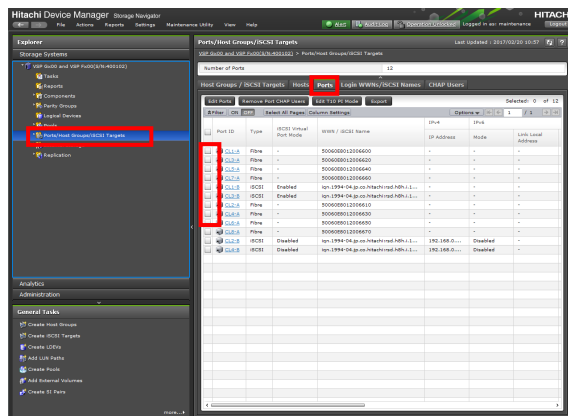 Hitachi Device Manager Storage Navigator
HITACHI
File Actions Reports Settings Maintenance Utility View Help
Alert Audit Log Operation Unlocked Logged in as: maintenance Logout
Explorer
Storage Systems
VSP Gx00 and VSP Fx00(S/N:400102)
Tasks
Reports
Components
Parity Groups
Logical Devices
Pools
Ports/Host Groups/iSCSI Targets
Replication
Analytics
Administration
General Tasks
Create Host Groups
Create iSCSI Targets
Create LDEVs
Add LUN Paths
Create Pools
Add External Volumes
Create SI Pairs
more...
Ports/Host Groups/iSCSI Targets
Last Updated : 2017/02/20 10:57
VSP Gx00 and VSP Fx00(S/N:400102) > Ports/Host Groups/iSCSI Targets
Number of Ports 12
Host Groups / iSCSI Targets Hosts Ports Login WWNs/iSCSI Names CHAP Users
Edit Ports Remove Port CHAP Users Edit T10 PI Mode Export Selected: 0 of 12
Filter ON OFF Select All Pages Column Settings Options 1 / 1
Port ID Type iSCSI Virtual Port Mode WWN / iSCSI Name IPv4 IP Address IPv6 Mode Link Local Address
CL1-A Fibre - 50060E8012006600 - - -
CL3-A Fibre - 50060E8012006620 - - -
CL5-A Fibre - 50060E8012006640 - - -
CL7-A Fibre - 50060E8012006660 - - -
CL1-B iSCSI Enabled iqn.1994-04.jp.co.hitachi:rsd.h8h.i.1... - - -
CL3-B iSCSI Enabled iqn.1994-04.jp.co.hitachi:rsd.h8h.i.1... - - -
CL2-A Fibre - 50060E8012006610 - - -
CL4-A Fibre - 50060E8012006630 - - -
CL6-A Fibre - 50060E8012006650 - - -
CL8-A Fibre - 50060E8012006670 - - -
CL2-B iSCSI Disabled iqn.1994-04.jp.co.hitachi:rsd.h8h.i.1... 192.168.0.... Disabled -
CL4-B iSCSI Disabled iqn.1994-04.jp.co.hitachi:rsd.h8h.i.1... 192.168.0.... Disabled -